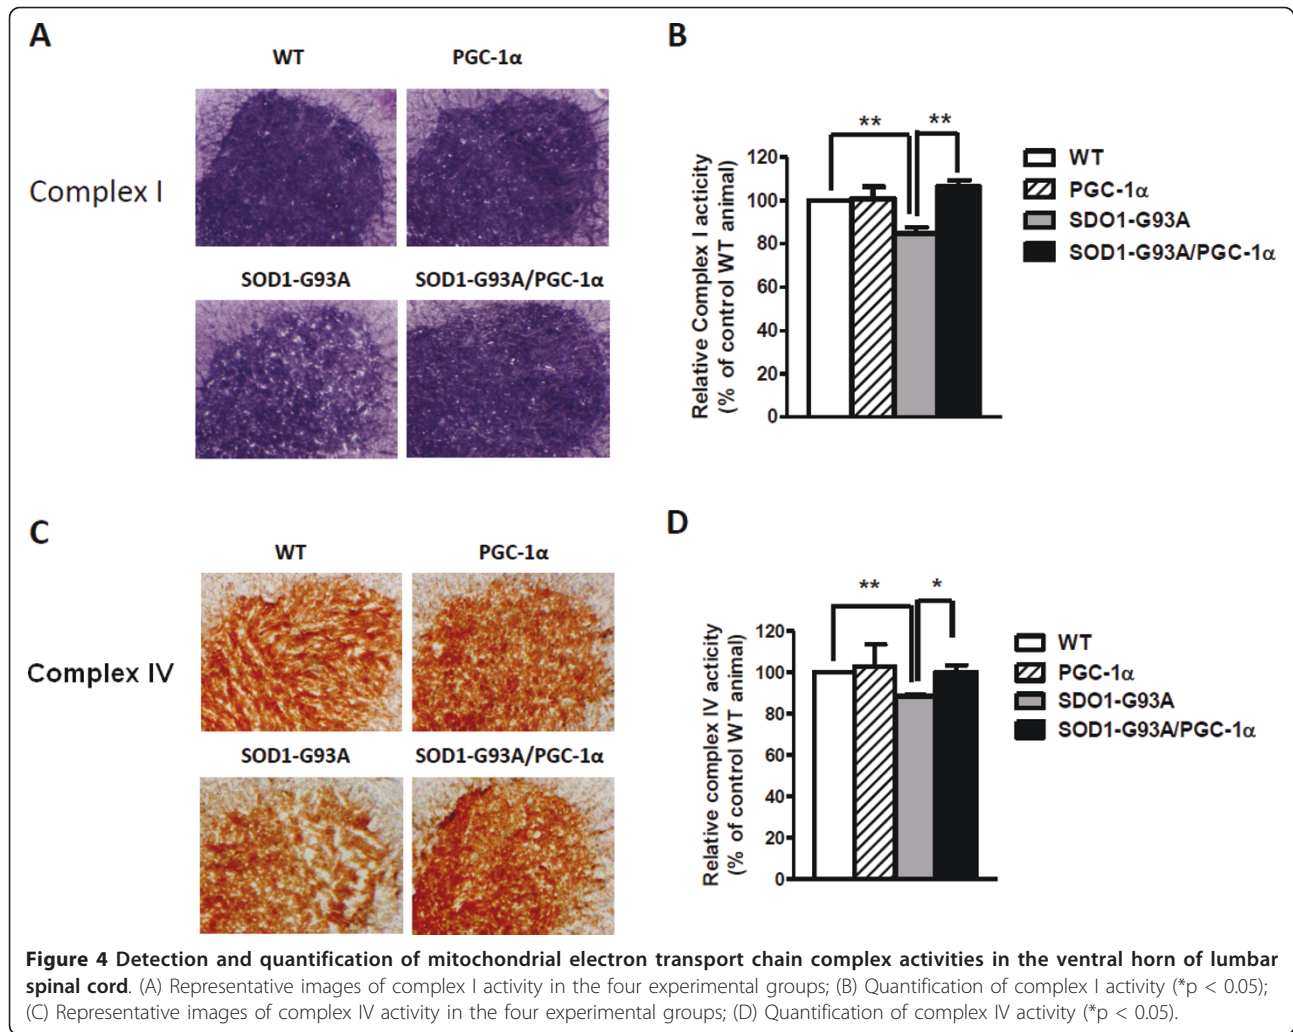 A
WT
PGC-1α
Complex I
SOD1-G93A
SOD1-G93A/PGC-1α
B
** **
Relative Complex I acticity
(% of control WT animal)
120
100
80
60
40
20
0
WT
PGC-1α
SDO1-G93A
SOD1-G93A/PGC-1α
C
WT
PGC-1α
Complex IV
SOD1-G93A
SOD1-G93A/PGC-1α
D
** *
Relative complex IV acticity
(% of control WT animal)
120
100
80
60
40
20
0
WT
PGC-1α
SDO1-G93A
SOD1-G93A/PGC-1α
Figure 4 Detection and quantification of mitochondrial electron transport chain complex activities in the ventral horn of lumbar
spinal cord. (A) Representative images of complex I activity in the four experimental groups; (B) Quantification of complex I activity (*p < 0.05);
(C) Representative images of complex IV activity in the four experimental groups; (D) Quantification of complex IV activity (*p < 0.05).